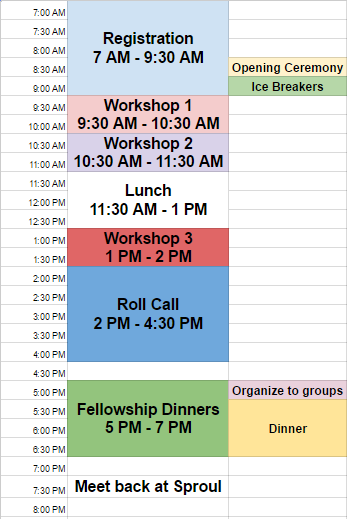 7:00 AM
7:30 AM
8:00 AM
8:30 AM
9:00 AM
9:30 AM
10:00 AM
10:30 AM
11:00 AM
11:30 AM
12:00 PM
12:30 PM
1:00 PM
1:30 PM
2:00 PM
2:30 PM
3:00 PM
3:30 PM
4:00 PM
4:30 PM
5:00 PM
5:30 PM
6:00 PM
6:30 PM
7:00 PM
7:30 PM
8:00 PM
Registration
7 AM - 9:30 AM
Workshop 1
9:30 AM - 10:30 AM
Workshop 2
10:30 AM - 11:30 AM
Lunch
11:30 AM - 1 PM
Workshop 3
1 PM - 2 PM
Roll Call
2 PM - 4:30 PM
Fellowship Dinners
5 PM - 7 PM
Meet back at Sproul
Opening Ceremony
Ice Breakers
Organize to groups
Dinner